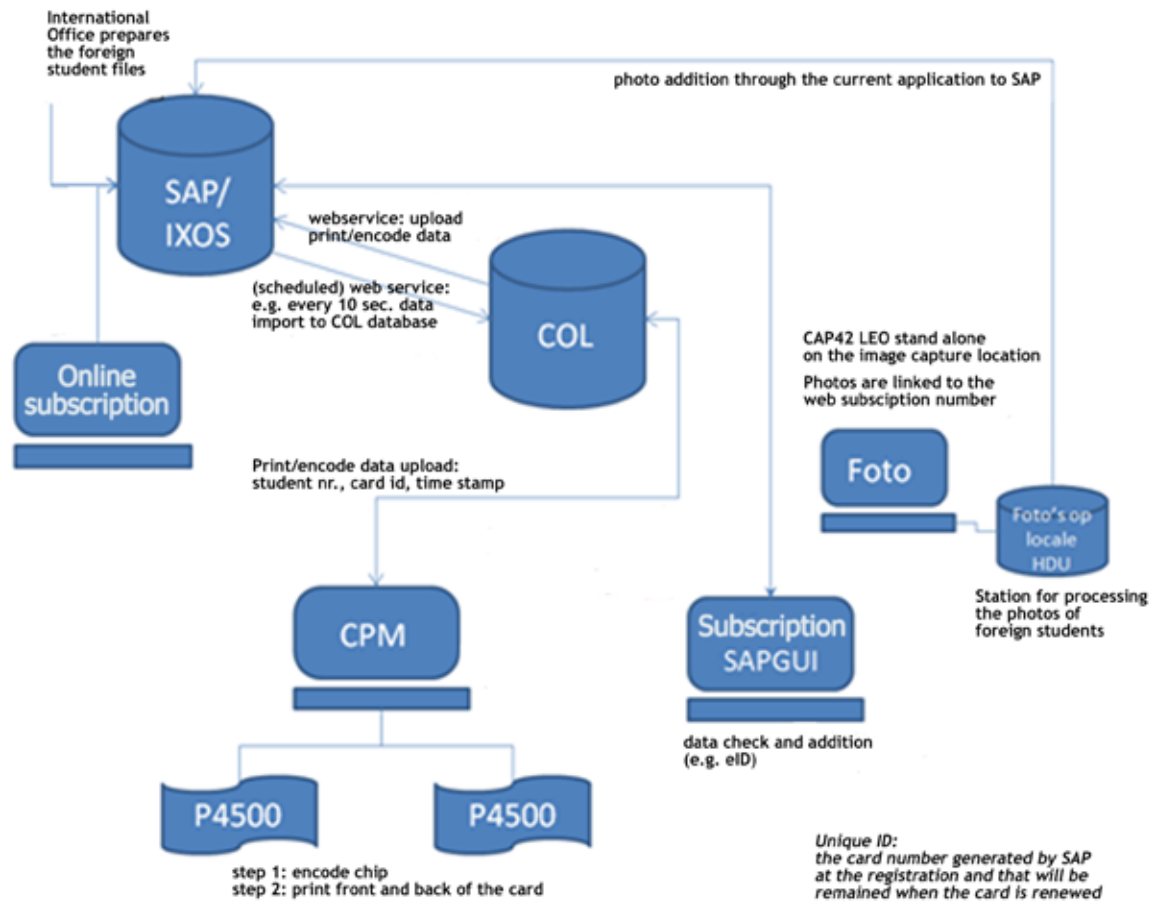 International
Office prepares
the foreign
student files
photo addition through the current application to SAP
SAP/
IXOS
webservice: upload
print/encode data
(scheduled) web service:
e.g. every 10 sec. data
import to COL database
COL
Online
subscription
CAP42 LEO stand alone
on the image capture location
Photos are linked to the
web subsciption number
Foto
Foto's op
locale
HDU
Station for processing
the photos of
foreign students
Print/encode data upload:
student nr., card id, time stamp
CPM
Subscription
SAPGUI
data check and addition
(e.g. eID)
P4500
P4500
step 1: encode chip
step 2: print front and back of the card
Unique ID:
the card number generated by SAP
at the registration and that will be
remained when the card is renewed